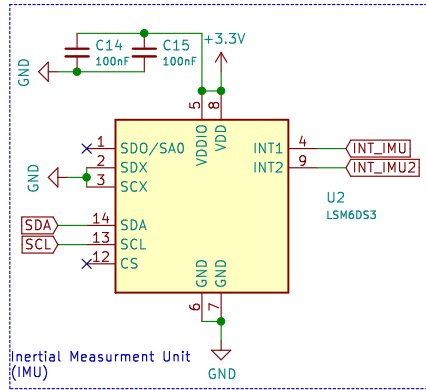 C14
100nF
C15
100nF
+3.3V
GND
5
8
VDDIO
VDD
1
SDO/SA0
2
SDX
3
SCX
GND
INT1
4
INT_IMU
INT2
9
INT_IMU2
U2
LSM6DS3
SDA
14
SDA
SCL
13
SCL
12
CS
GND
GND
6
7
GND
Inertial Measurment Unit
(IMU)